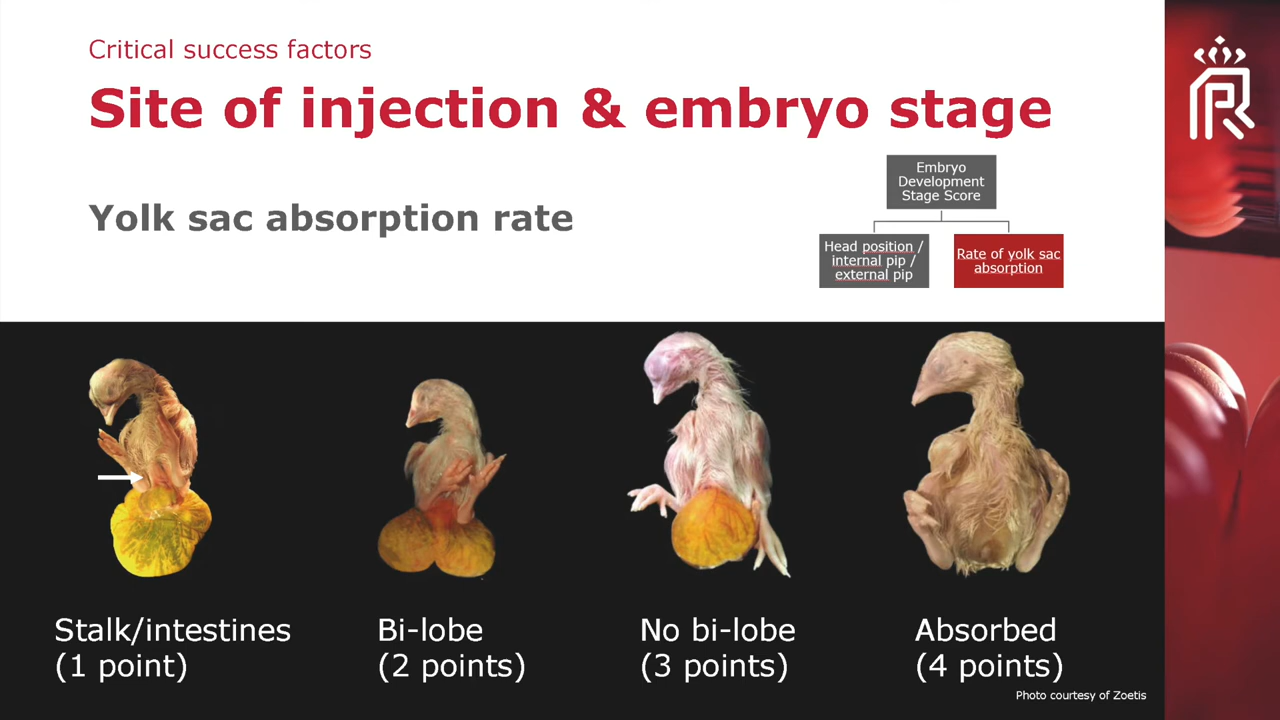 Critical success factors
Site of injection & embryo stage
Yolk sac absorption rate
Embryo
Development
Stage Score
Head position /
internal pip /
external pip
Rate of yolk sac
absorption
Stalk/intestines
(1 point)
Bi-lobe
(2 points)
No bi-lobe
(3 points)
Absorbed
(4 points)
Photo courtesy of Zoetis